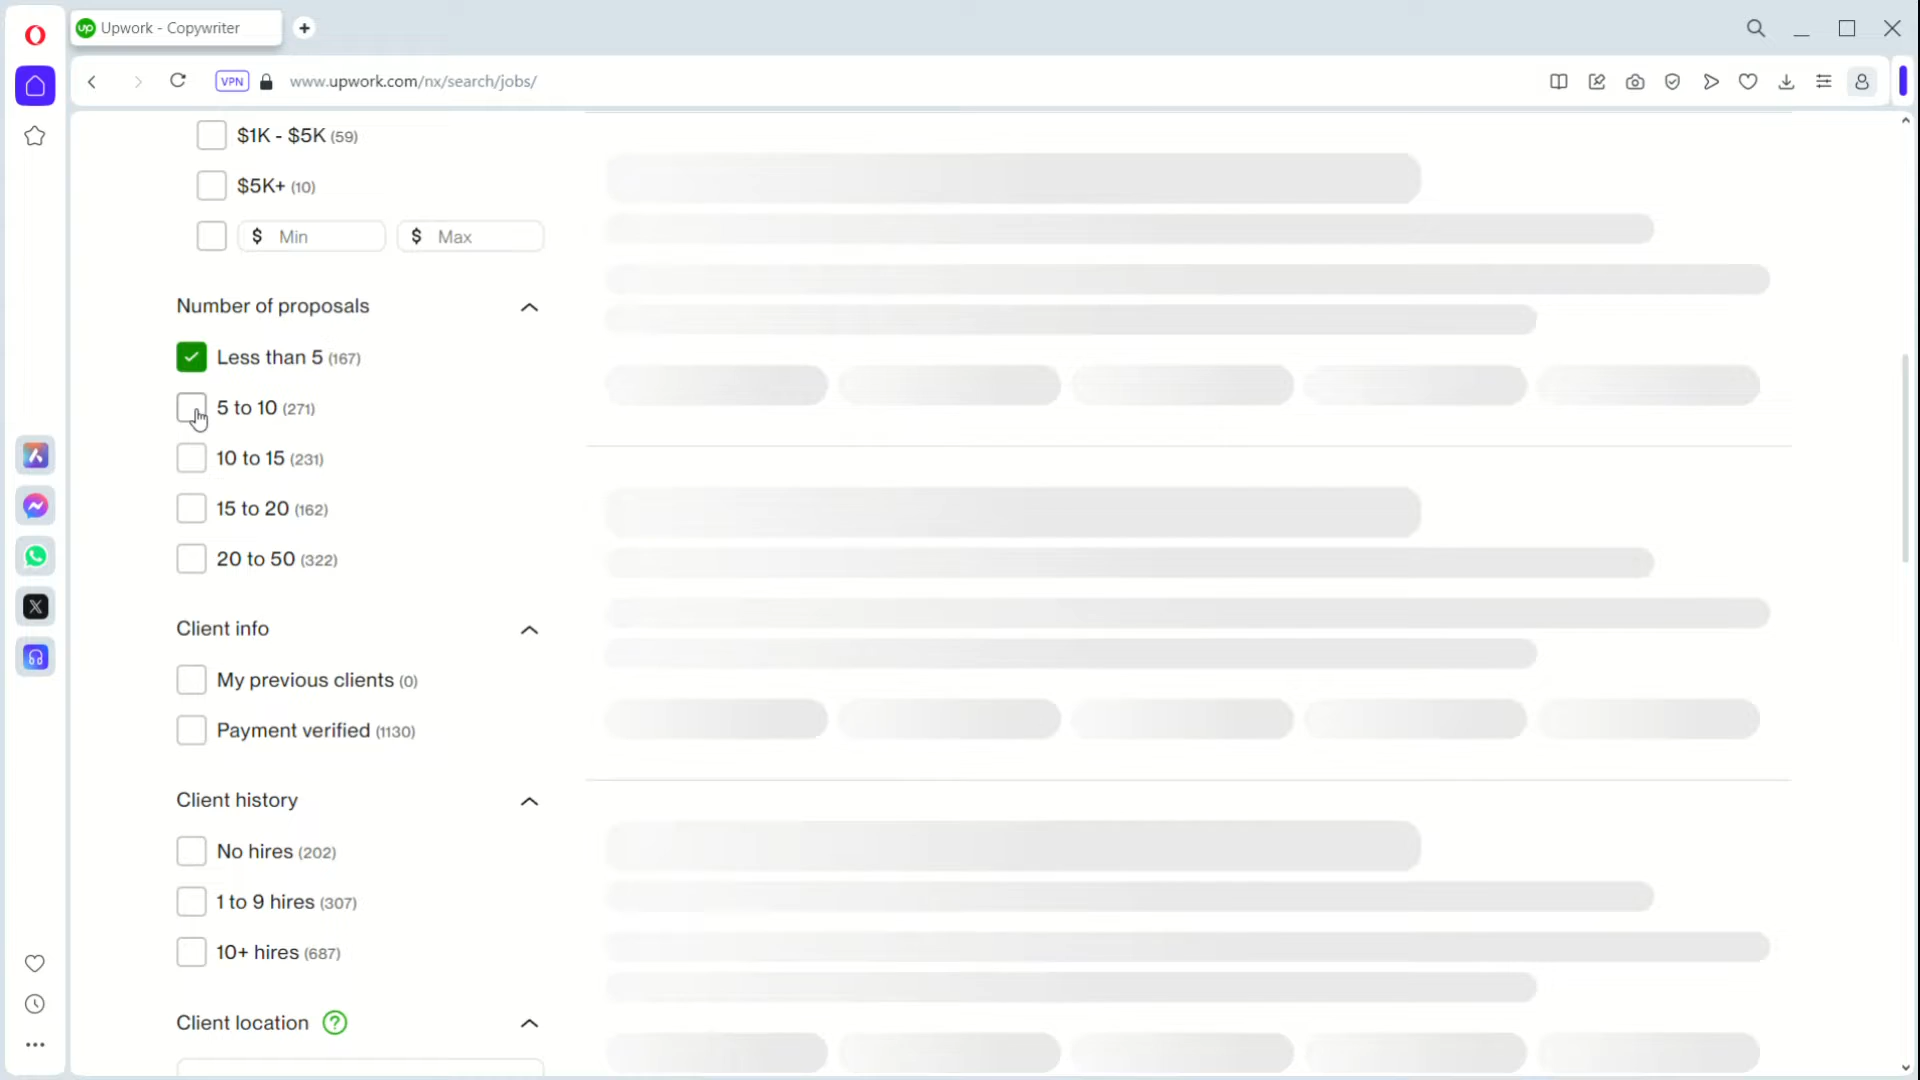 Upwork - Copywriter
VPN
www.upwork.com/nx/search/jobs/
$1K - $5K (59)
$5K+ (10)
$ Min $ Max
Number of proposals
Less than 5 (167)
5 to 10 (271)
10 to 15 (231)
15 to 20 (162)
20 to 50 (322)
Client info
My previous clients (0)
Payment verified (1130)
Client history
No hires (202)
1 to 9 hires (307)
10+ hires (687)
Client location ?